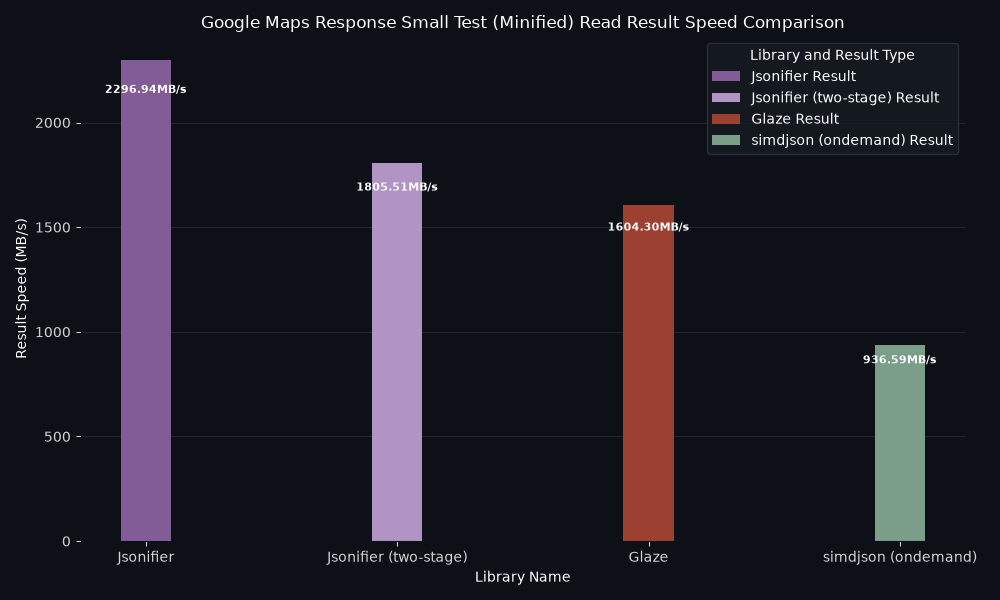 Google Maps Response Small Test (Minified) Read Result Speed Comparison
Library and Result Type
Jsonifier Result
Jsonifier (two-stage) Result
Glaze Result
simdjson (ondemand) Result
2296.94MB/s
1805.51MB/s
1604.30MB/s
936.59MB/s
Result Speed (MB/s)
2000
1500
1000
500
0
Jsonifier
Jsonifier (two-stage)
Glaze
simdjson (ondemand)
Library Name